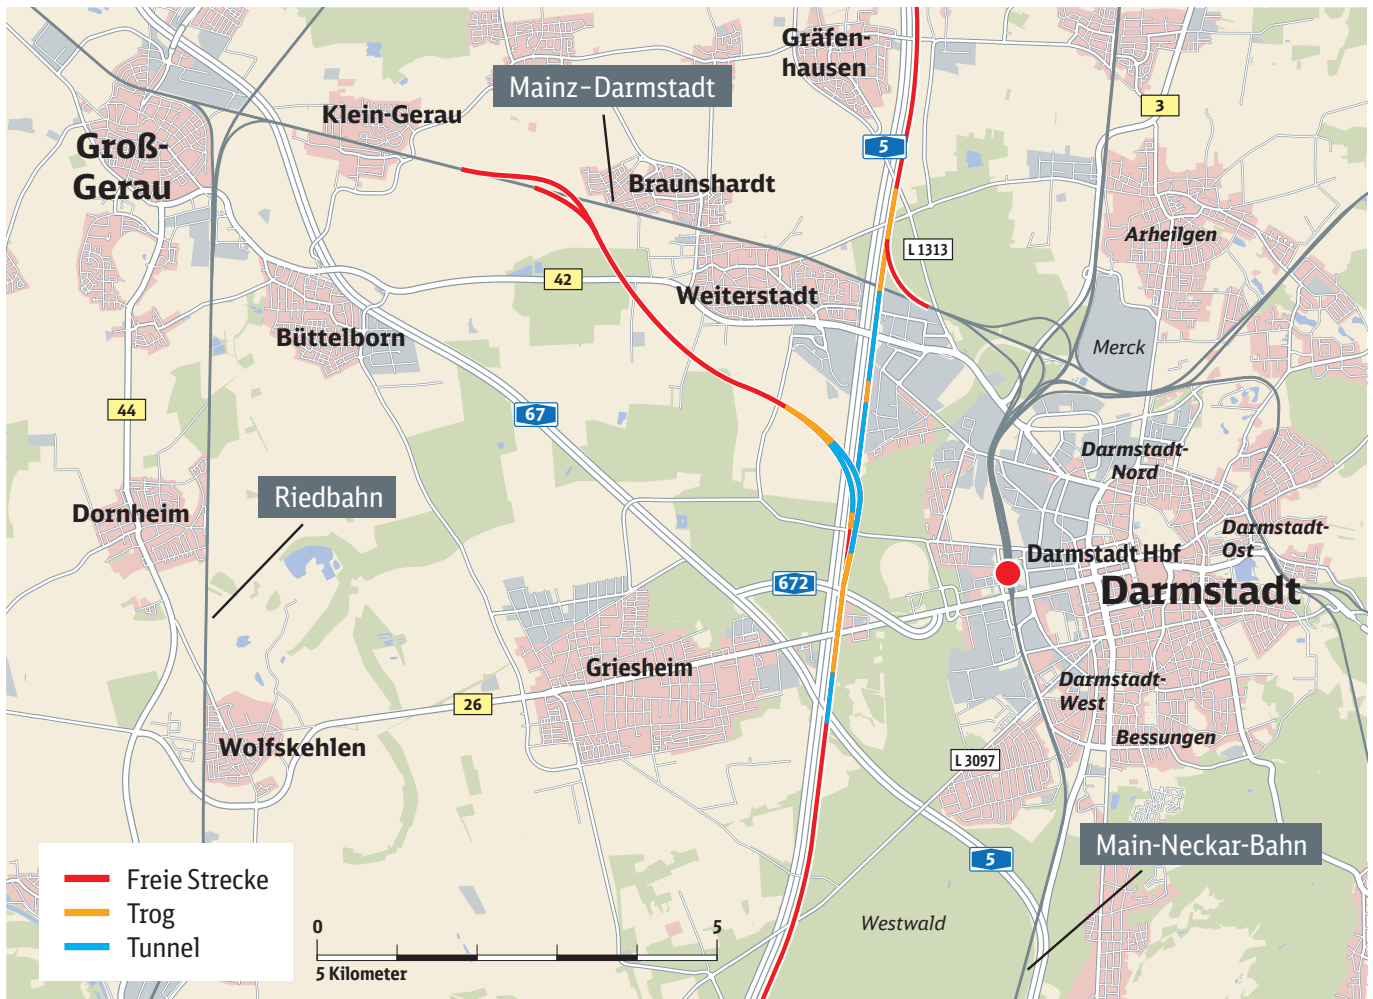 Gräfen-
hausen
Mainz-Darmstadt
3
Klein-Gerau
5
Groß-
Gerau
Braunshardt
Arheilgen
L 1313
42
Weiterstadt
Büttelborn
Merck
44
67
Darmstadt-
Nord
Riedbahn
Dornheim
Darmstadt-
Ost
Darmstadt Hbf
672
Darmstadt
Griesheim
Darmstadt-
West
26
Bessungen
Wolfskehlen
L 3097
Main-Neckar-Bahn
5
Freie Strecke
Trog
Tunnel
Westwald
0
5
5 Kilometer